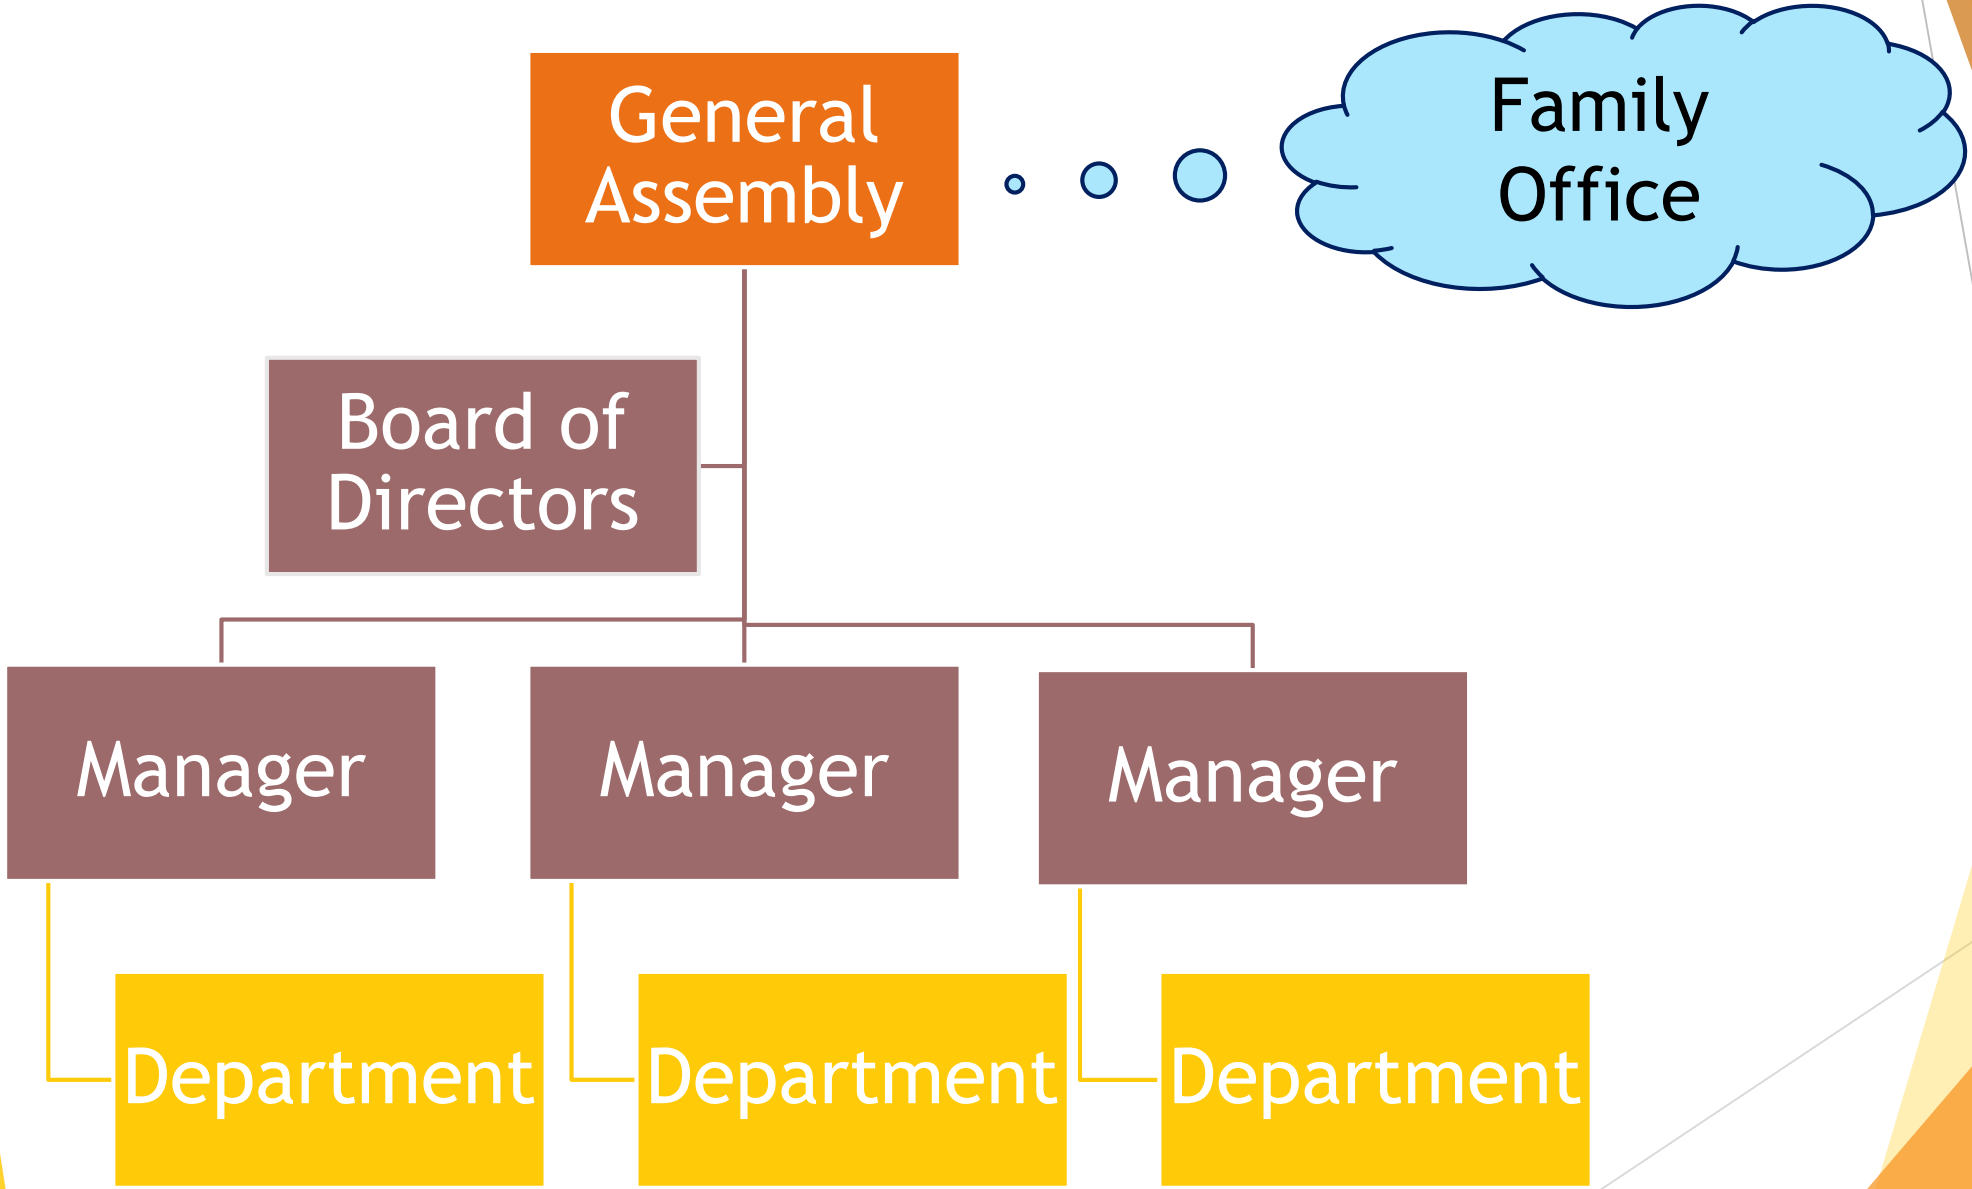 General
Assembly
Family
Office
Board of
Directors
Manager
Manager
Manager
Department
Department
Department